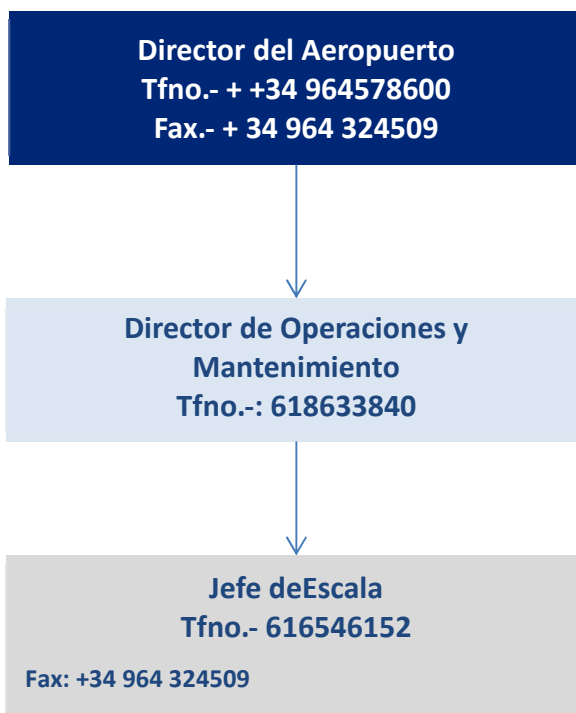 Director del Aeropuerto
Tfno.- + +34 964578600
Fax.- + 34 964 324509
Director de Operaciones y
Mantenimiento
Tfno.-: 618633840
Jefe deEscala
Tfno.- 616546152
Fax: +34 964 324509